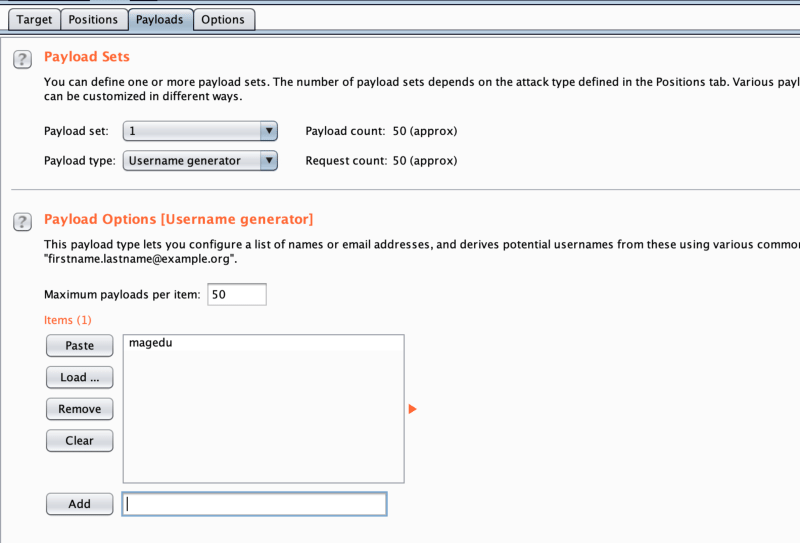 Target Positions Payloads Options
? Payload Sets
You can define one or more payload sets. The number of payload sets depends on the attack type defined in the Positions tab. Various payl
can be customized in different ways.
Payload set: 1 Payload count: 50 (approx)
Payload type: Username generator Request count: 50 (approx)
? Payload Options [Username generator]
This payload type lets you configure a list of names or email addresses, and derives potential usernames from these using various commo
"firstname.lastname@example.org".
Maximum payloads per item: 50
Items (1)
Paste magedu
Load ...
Remove
Clear
Add